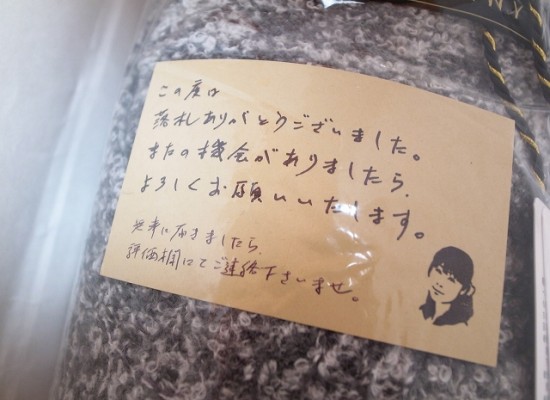 この度は
落札ありがとうございました。
またの機会がありましたら、
よろしくお願いいたします。
無事に届きましたら、
評価欄にてご連絡下さいませ。